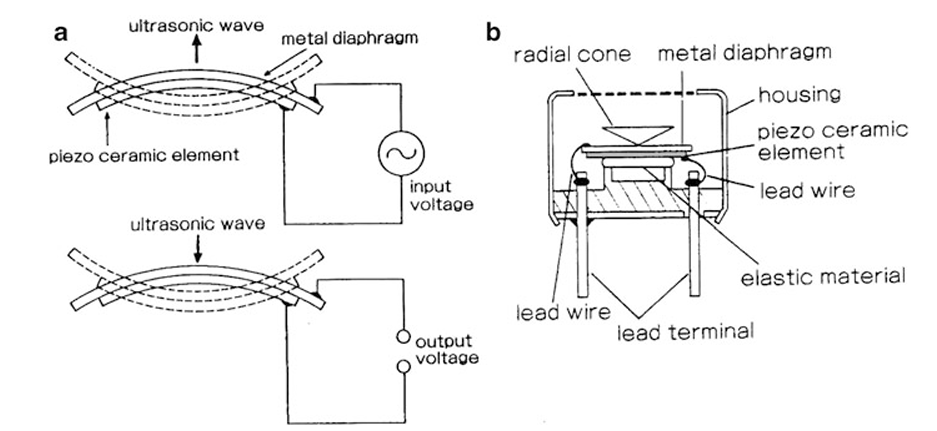 a
ultrasonic wave
metal diaphragm
piezo ceramic element
input
voltage
ultrasonic wave
output
voltage
b
radial cone
metal diaphragm
housing
piezo ceramic
element
lead wire
elastic material
lead wire
lead terminal